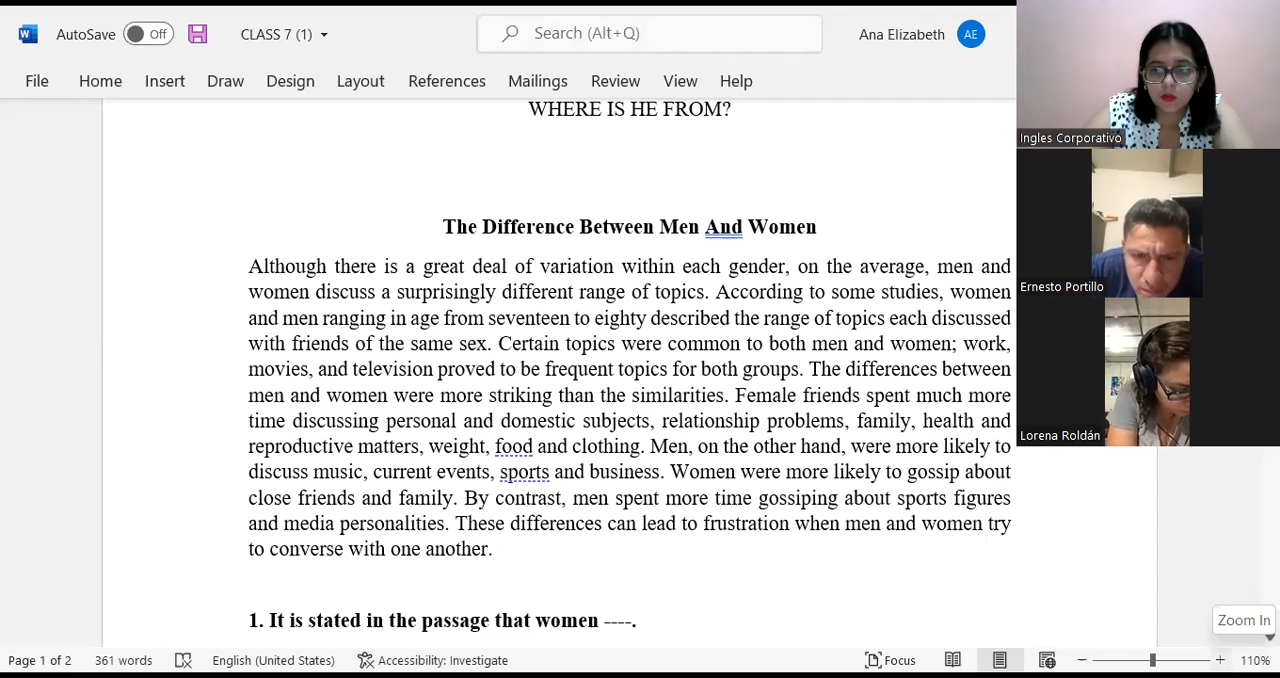 AutoSave Off CLASS 7 (1) Search (Alt+Q) Ana Elizabeth AE
File Home Insert Draw Design Layout References Mailings Review View Help
WHERE IS HE FROM?
The Difference Between Men And Women
Although there is a great deal of variation within each gender, on the average, men and
women discuss a surprisingly different range of topics. According to some studies, women
and men ranging in age from seventeen to eighty described the range of topics each discussed
with friends of the same sex. Certain topics were common to both men and women; work,
movies, and television proved to be frequent topics for both groups. The differences between
men and women were more striking than the similarities. Female friends spent much more
time discussing personal and domestic subjects, relationship problems, family, health and
reproductive matters, weight, food and clothing. Men, on the other hand, were more likely to
discuss music, current events, sports and business. Women were more likely to gossip about
close friends and family. By contrast, men spent more time gossiping about sports figures
and media personalities. These differences can lead to frustration when men and women try
to converse with one another.
1. It is stated in the passage that women ----.
Zoom In
Page 1 of 2 361 words English (United States) Accessibility: Investigate Focus 110%
Ingles Corporativo
Ernesto Portillo
Lorena Roldán